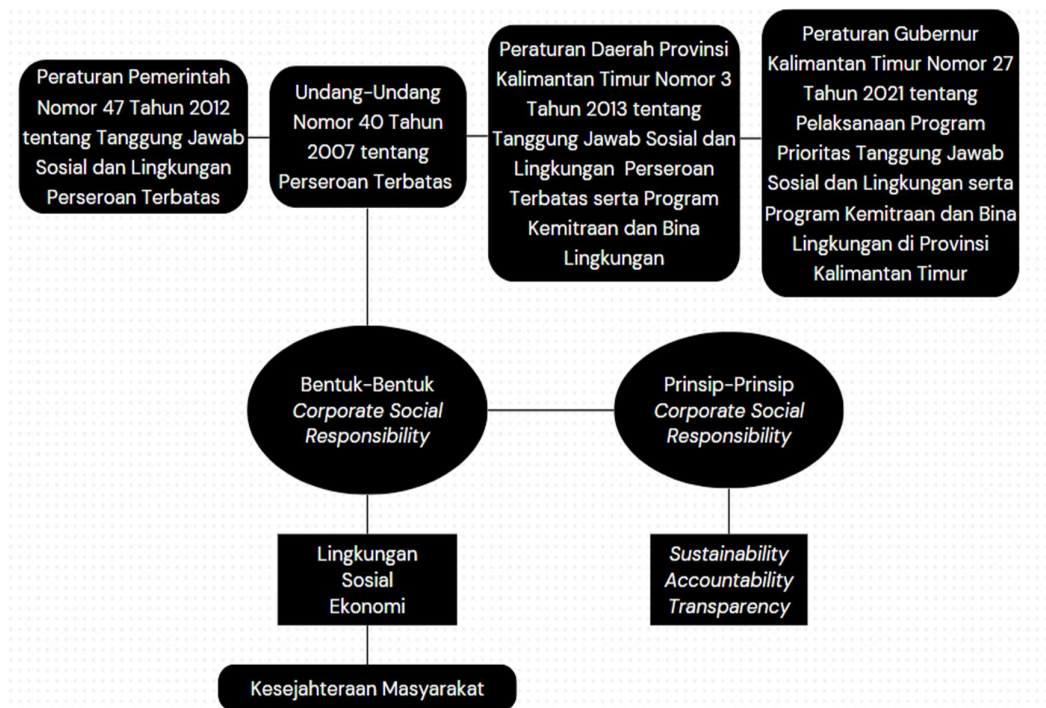 Peraturan Pemerintah
Nomor 47 Tahun 2012
tentang Tanggung Jawab
Sosial dan Lingkungan
Perseroan Terbatas
Undang-Undang
Nomor 40 Tahun
2007 tentang
Perseroan Terbatas
Peraturan Daerah Provinsi
Kalimantan Timur Nomor 3
Tahun 2013 tentang
Tanggung Jawab Sosial dan
Lingkungan Perseroan
Terbatas serta Program
Kemitraan dan Bina
Lingkungan
Peraturan Gubernur
Kalimantan Timur Nomor 27
Tahun 2021 tentang
Pelaksanaan Program
Prioritas Tanggung Jawab
Sosial dan Lingkungan serta
Program Kemitraan dan Bina
Lingkungan di Provinsi
Kalimantan Timur
Bentuk-Bentuk
Corporate Social
Responsibility
Prinsip-Prinsip
Corporate Social
Responsibility
Lingkungan
Sosial
Ekonomi
Sustainability
Accountability
Transparency
Kesejahteraan Masyarakat